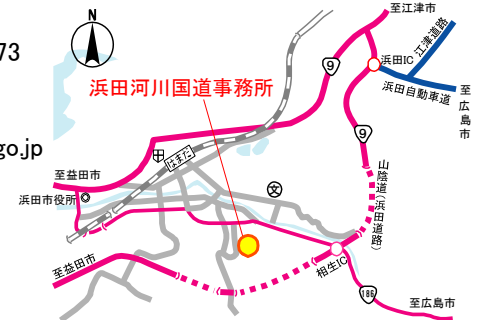 至江津市
N
73
江津道路
9
浜田IC
浜田自動車道
浜田河川国道事務所
至広島市
9
go.jp
はまだ
至益田市
文
山陰道(浜田道路)
浜田市役所
至益田市
相生IC
186
至広島市